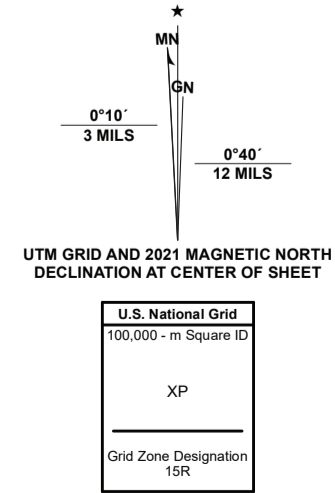 ★
MN
GN
0°10´
3 MILS
0°40´
12 MILS
UTM GRID AND 2021 MAGNETIC NORTH
DECLINATION AT CENTER OF SHEET
U.S. National Grid
100,000 - m Square ID
XP
Grid Zone Designation
15R